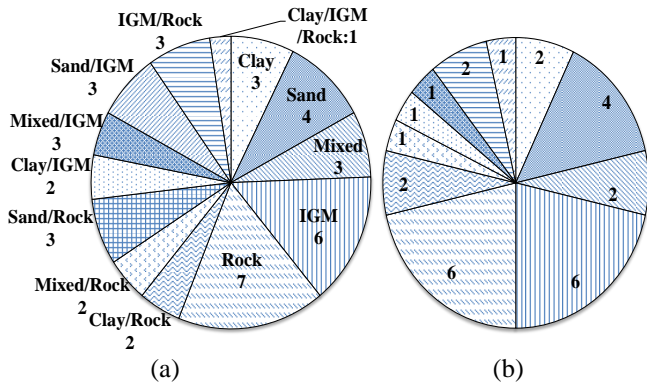 IGM/Rock
3
Clay/IGM
/Rock:1
Clay
3
Sand
4
Mixed
3
IGM
6
Rock
7
Clay/Rock
2
Mixed/Rock
2
Sand/Rock
3
Clay/IGM
2
Mixed/IGM
3
Sand/IGM
3
(a)
2
4
2
6
6
2
1
1
1
2
1
(b)